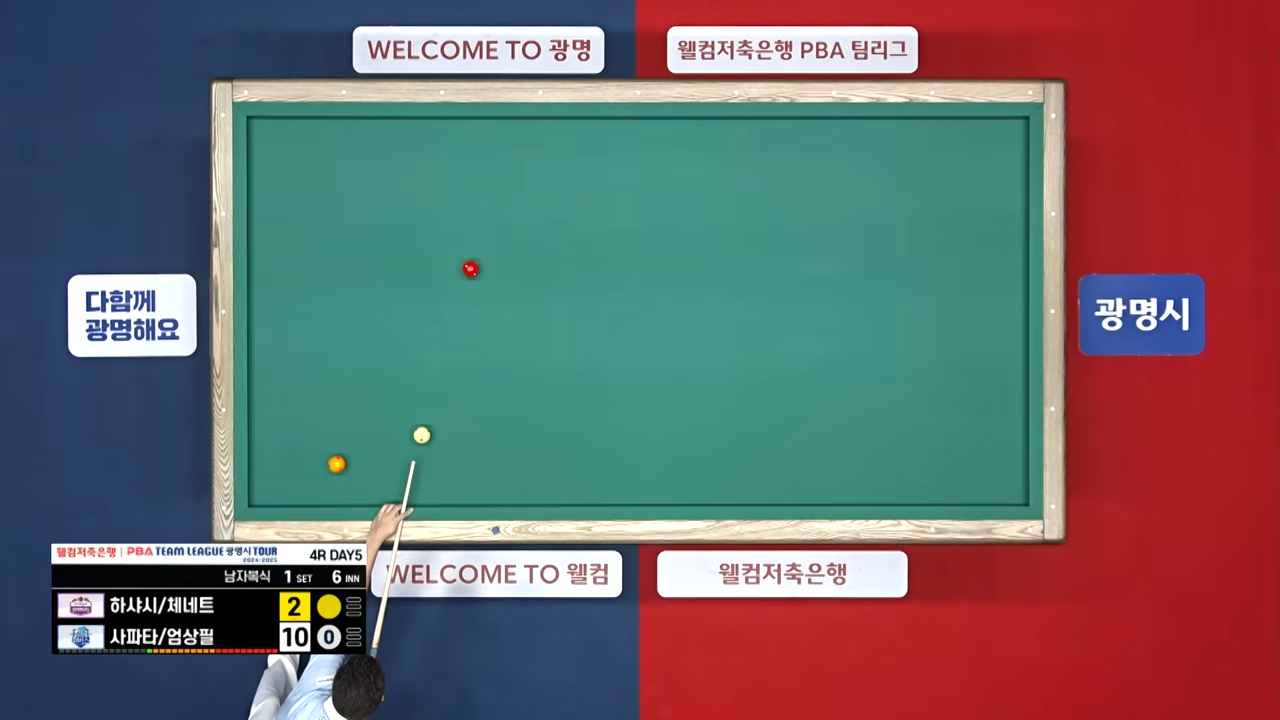 WELCOME TO 광명
웰컴저축은행 PBA 팀리그
다함께
광명해요
광명시
WELCOME TO 웰컴
웰컴저축은행
웰컴저축은행 | PBA TEAM LEAGUE 광명시 TOUR
2024-2025
4R DAY5
남자복식 1 SET 6 INN
하샤시/체네트 2
사파타/엄상필 10 0